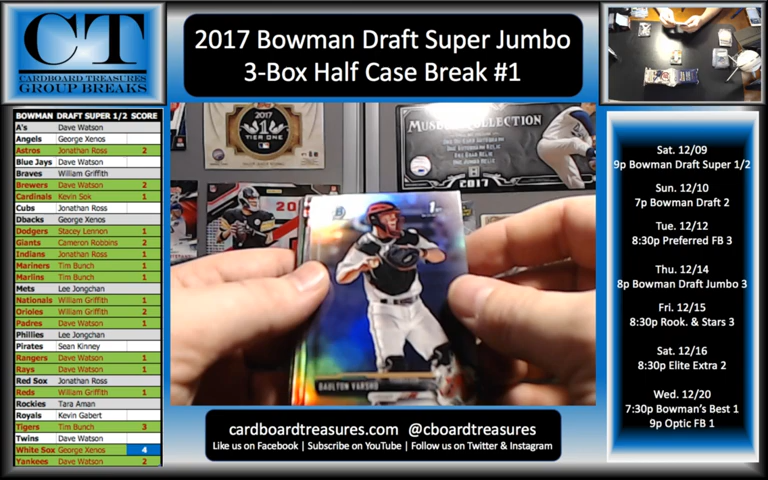 CT
CARDBOARD TREASURES
GROUP BREAKS
2017 Bowman Draft Super Jumbo
3-Box Half Case Break #1
BOWMAN DRAFT SUPER 1/2 SCORE
A's Dave Watson
Angels George Xenos
Astros Jonathan Ross 2
Blue Jays Dave Watson
Braves William Griffith
Brewers Dave Watson 2
Cardinals Kevin Sok 1
Cubs Jonathan Ross
Dbacks George Xenos
Dodgers Stacey Lennon 1
Giants Cameron Robbins 2
Indians Jonathan Ross 1
Mariners Tim Bunch 1
Marlins Tim Bunch 1
Mets Lee Jongchan
Nationals William Griffith 1
Orioles William Griffith 2
Padres Dave Watson 1
Phillies Lee Jongchan
Pirates Sean Kinney
Rangers Dave Watson 1
Rays Dave Watson 1
Red Sox Jonathan Ross
Reds William Griffith 1
Rockies Tara Aman
Royals Kevin Gabert
Tigers Tim Bunch 3
Twins Dave Watson
White Sox George Xenos 4
Yankees Dave Watson 2
2017
TIER ONE
MUSEUM COLLECTION
2017
20
1st
DAULTON VARSHO
Sat. 12/09
9p Bowman Draft Super 1/2
Sun. 12/10
7p Bowman Draft 2
Tue. 12/12
8:30p Preferred FB 3
Thu. 12/14
8p Bowman Draft Jumbo 3
Fri. 12/15
8:30p Rook. & Stars 3
Sat. 12/16
8:30p Elite Extra 2
Wed. 12/20
7:30p Bowman's Best 1
9p Optic FB 1
cardboardtreasures.com @cboardtreasures
Like us on Facebook | Subscribe on YouTube | Follow us on Twitter & Instagram